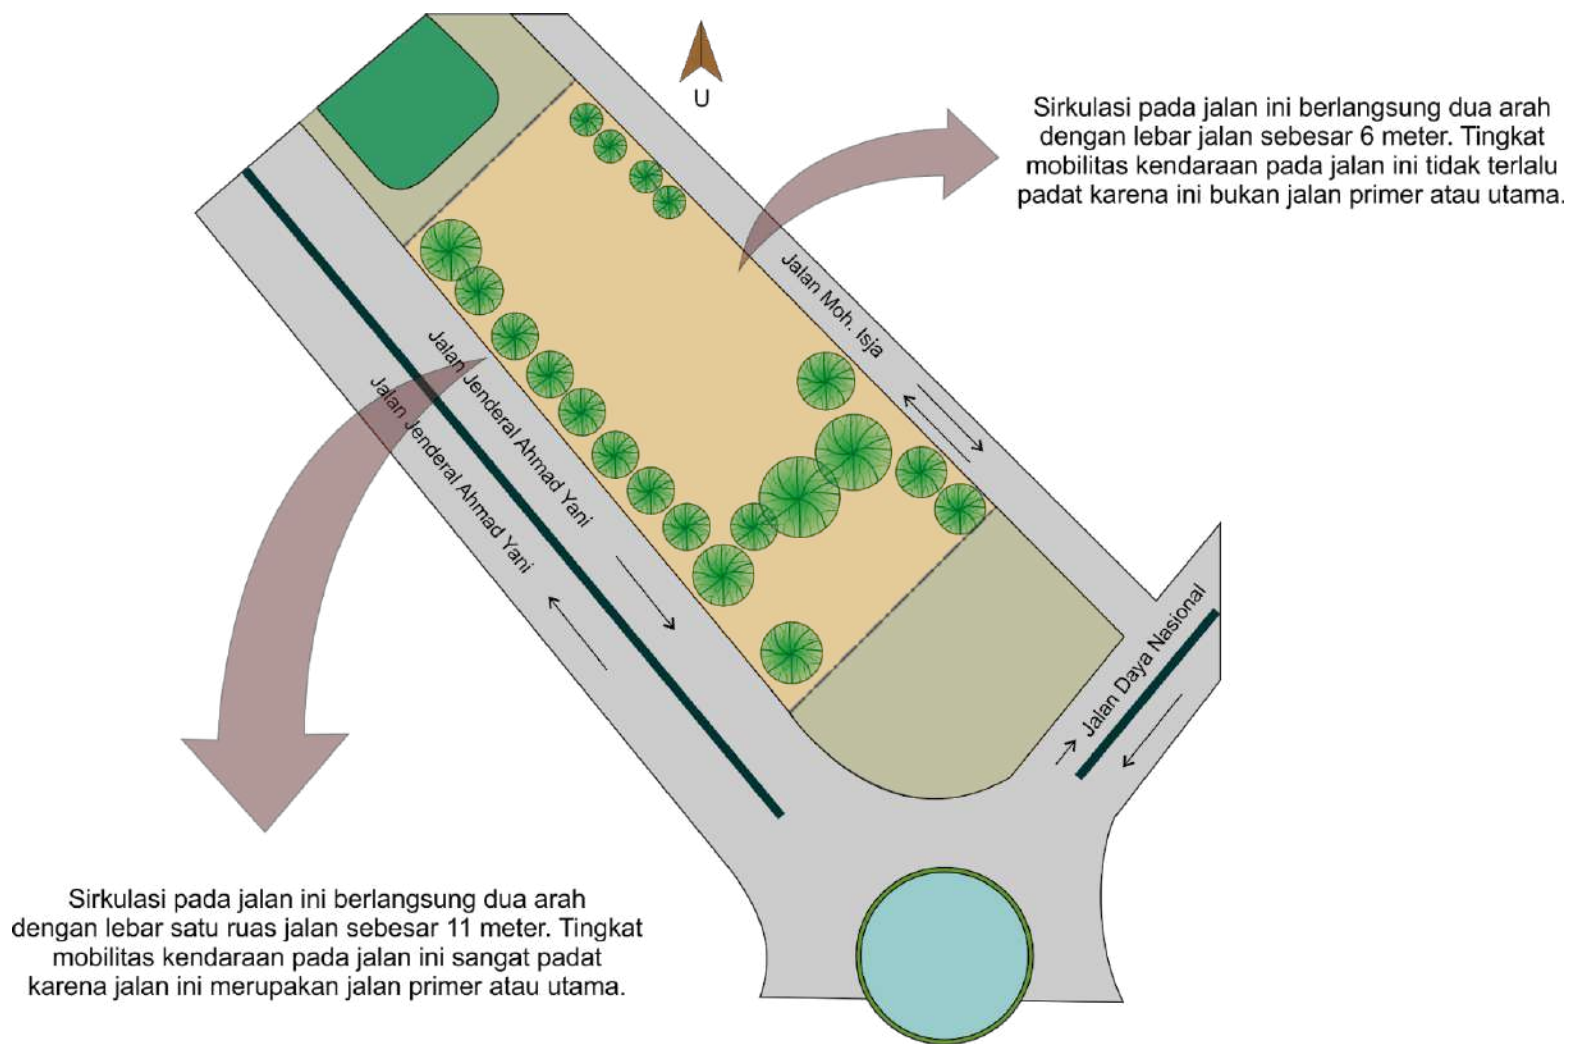 U
Sirkulasi pada jalan ini berlangsung dua arah
dengan lebar jalan sebesar 6 meter. Tingkat
mobilitas kendaraan pada jalan ini tidak terlalu
padat karena ini bukan jalan primer atau utama.
Jalan Moh. Isja
Jalan Jenderal Ahmad Yani
Jalan Jenderal Ahmad Yani
Jalan Daya Nasional
Sirkulasi pada jalan ini berlangsung dua arah
dengan lebar satu ruas jalan sebesar 11 meter. Tingkat
mobilitas kendaraan pada jalan ini sangat padat
karena jalan ini merupakan jalan primer atau utama.